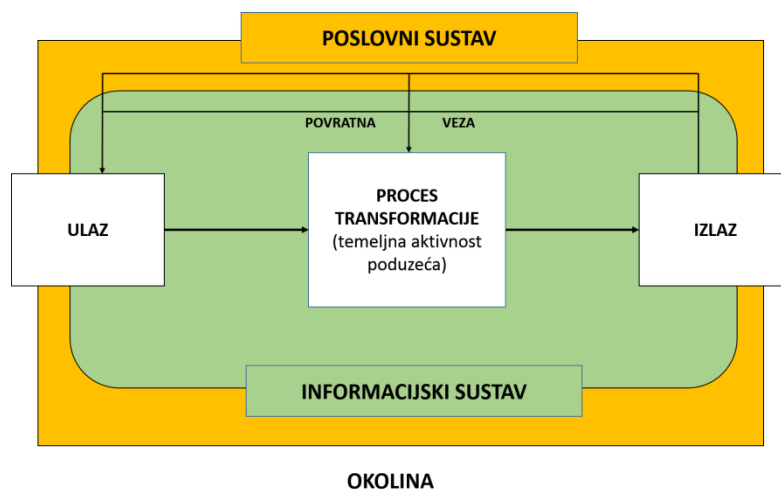 POSLOVNI SUSTAV
POVRATNA VEZA
ULAZ
PROCES
TRANSFORMACIJE
(temeljna aktivnost
poduzeća)
IZLAZ
INFORMACIJSKI SUSTAV
OKOLINA